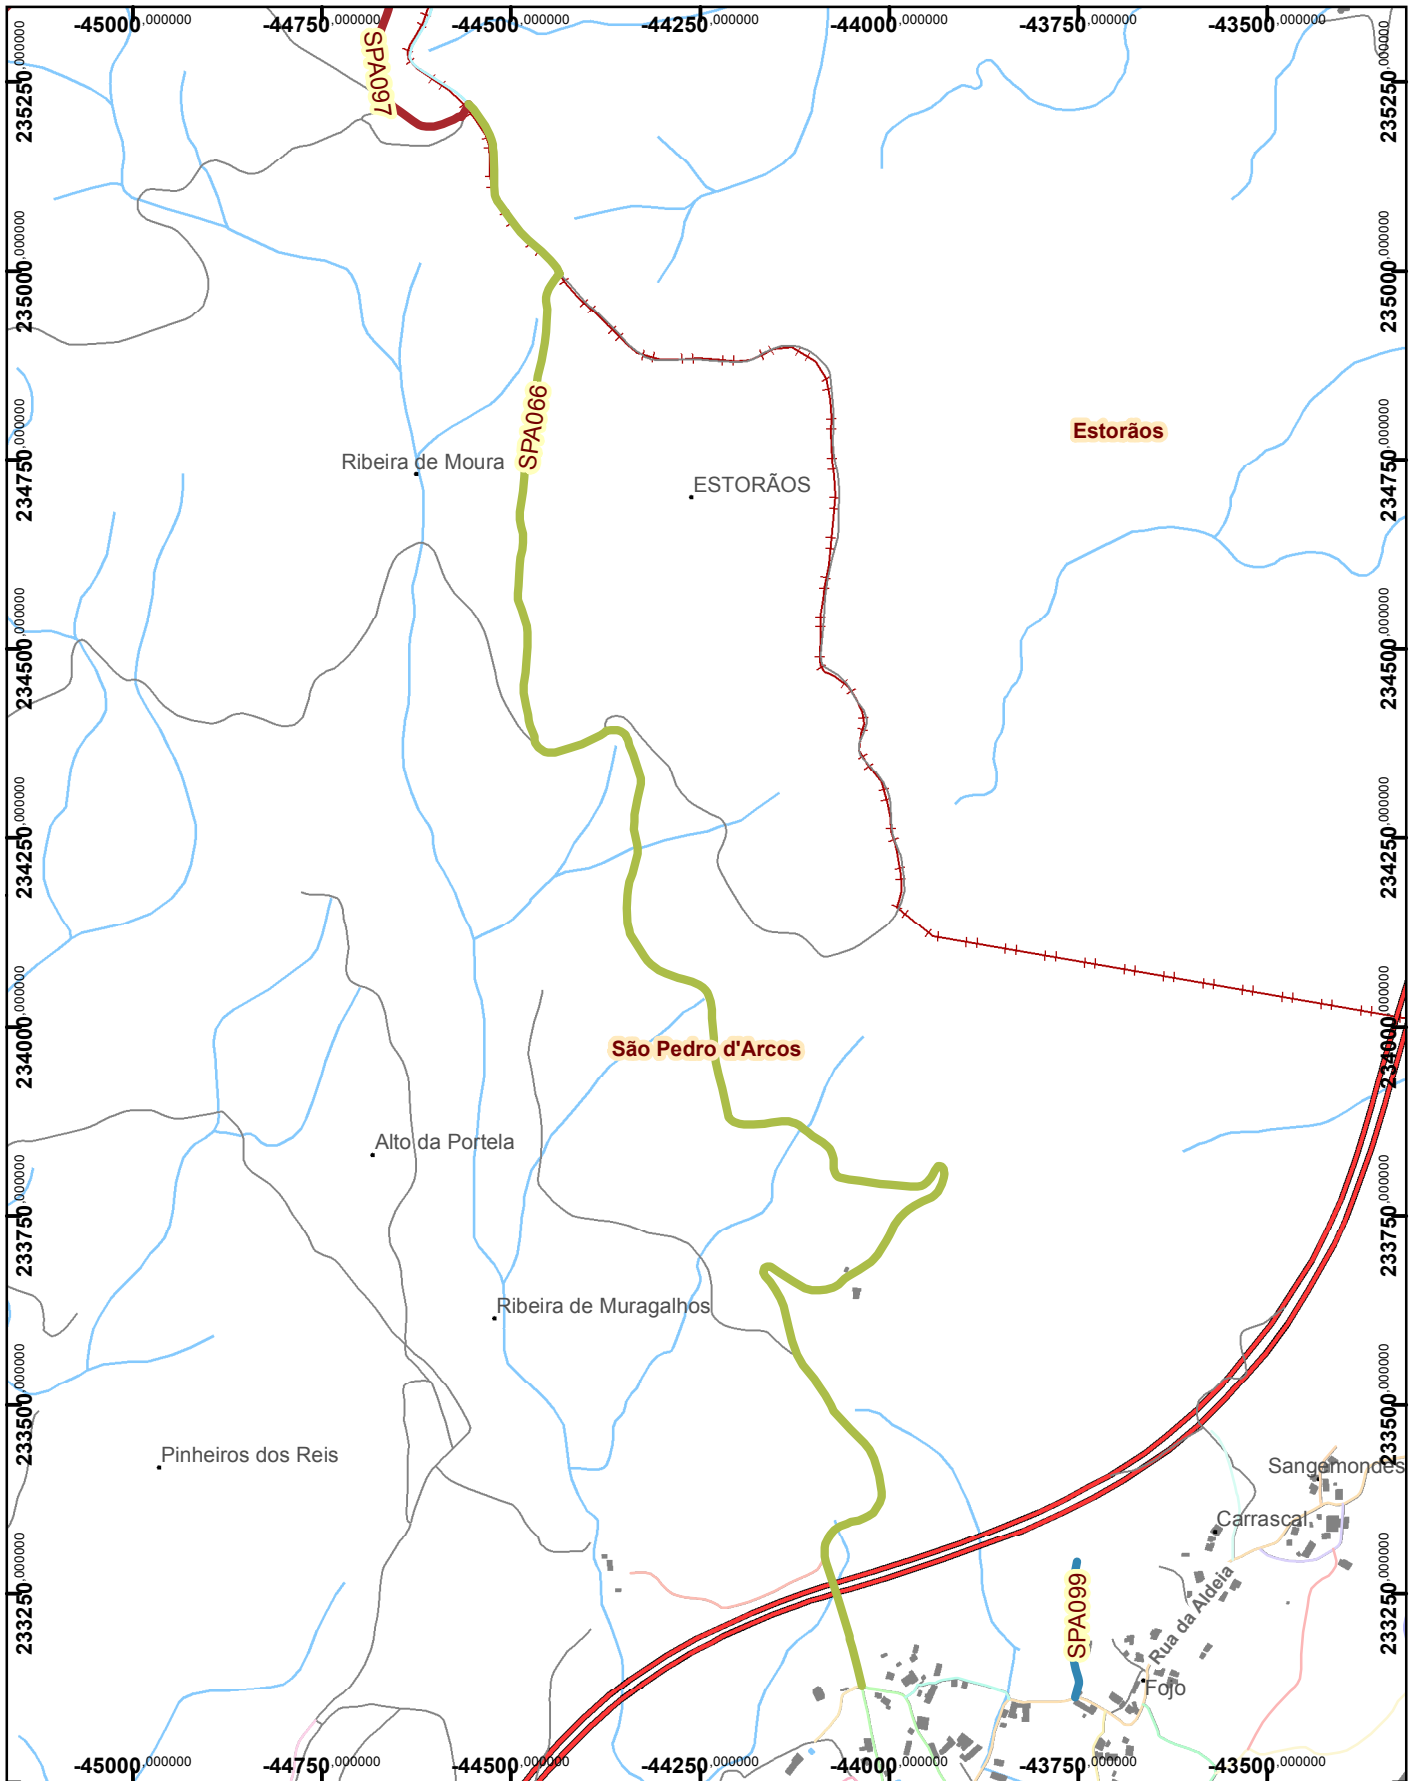 -45000,000000 -44750,000000 -44500,000000 -44250,000000 -44000,000000 -43750,000000 -43500,000000
235250,000000
235250,000000
SPA097
235000,000000
235000,000000
SPA066
Estorãos
234750,000000
Ribeira de Moura
ESTORÃOS
234750,000000
234500,000000
234500,000000
234250,000000
234250,000000
234000,000000
São Pedro d'Arcos
234000,000000
Alto da Portela
233750,000000
233750,000000
Ribeira de Muragalhos
233500,000000
233500,000000
Pinheiros dos Reis
Sangemondes
Carrascal
233250,000000
SPA099
Rua da Aldeia
233250,000000
Fojo
-45000,000000 -44750,000000 -44500,000000 -44250,000000 -44000,000000 -43750,000000 -43500,000000